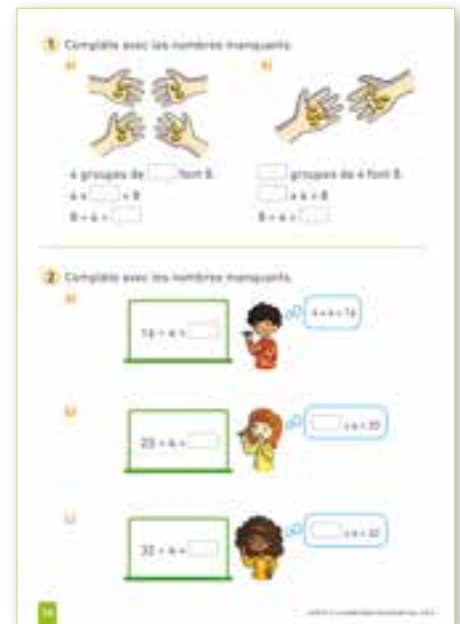 1 Complète avec les nombres manquants.
a)
b)
4 groupes de font 8.
groupes de 4 font 8.
4 × = 8
× 4 = 8
8 ÷ 4 =
8 ÷ 4 =
2 Complète avec les nombres manquants.
a)
16 ÷ 4 =
4 × 4 = 16
b)
20 ÷ 4 =
× 4 = 20
c)
32 ÷ 4 =
× 4 = 32